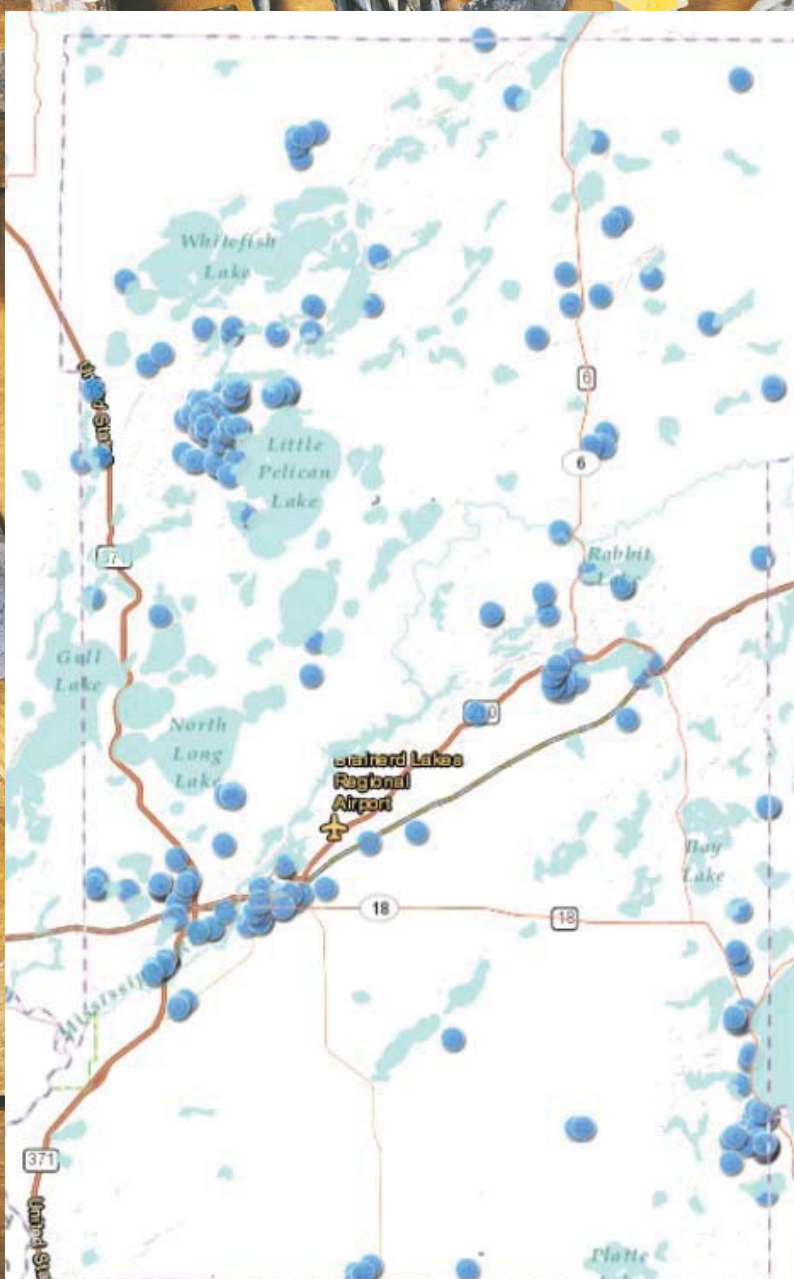 Whitefish
Lake
6
Little
Pelican
Lake
6
Rabbit
Gull
Lake
North
Long
Lake
Lakes
Regional
Airport
Bay
Lake
18
18
371
Platte